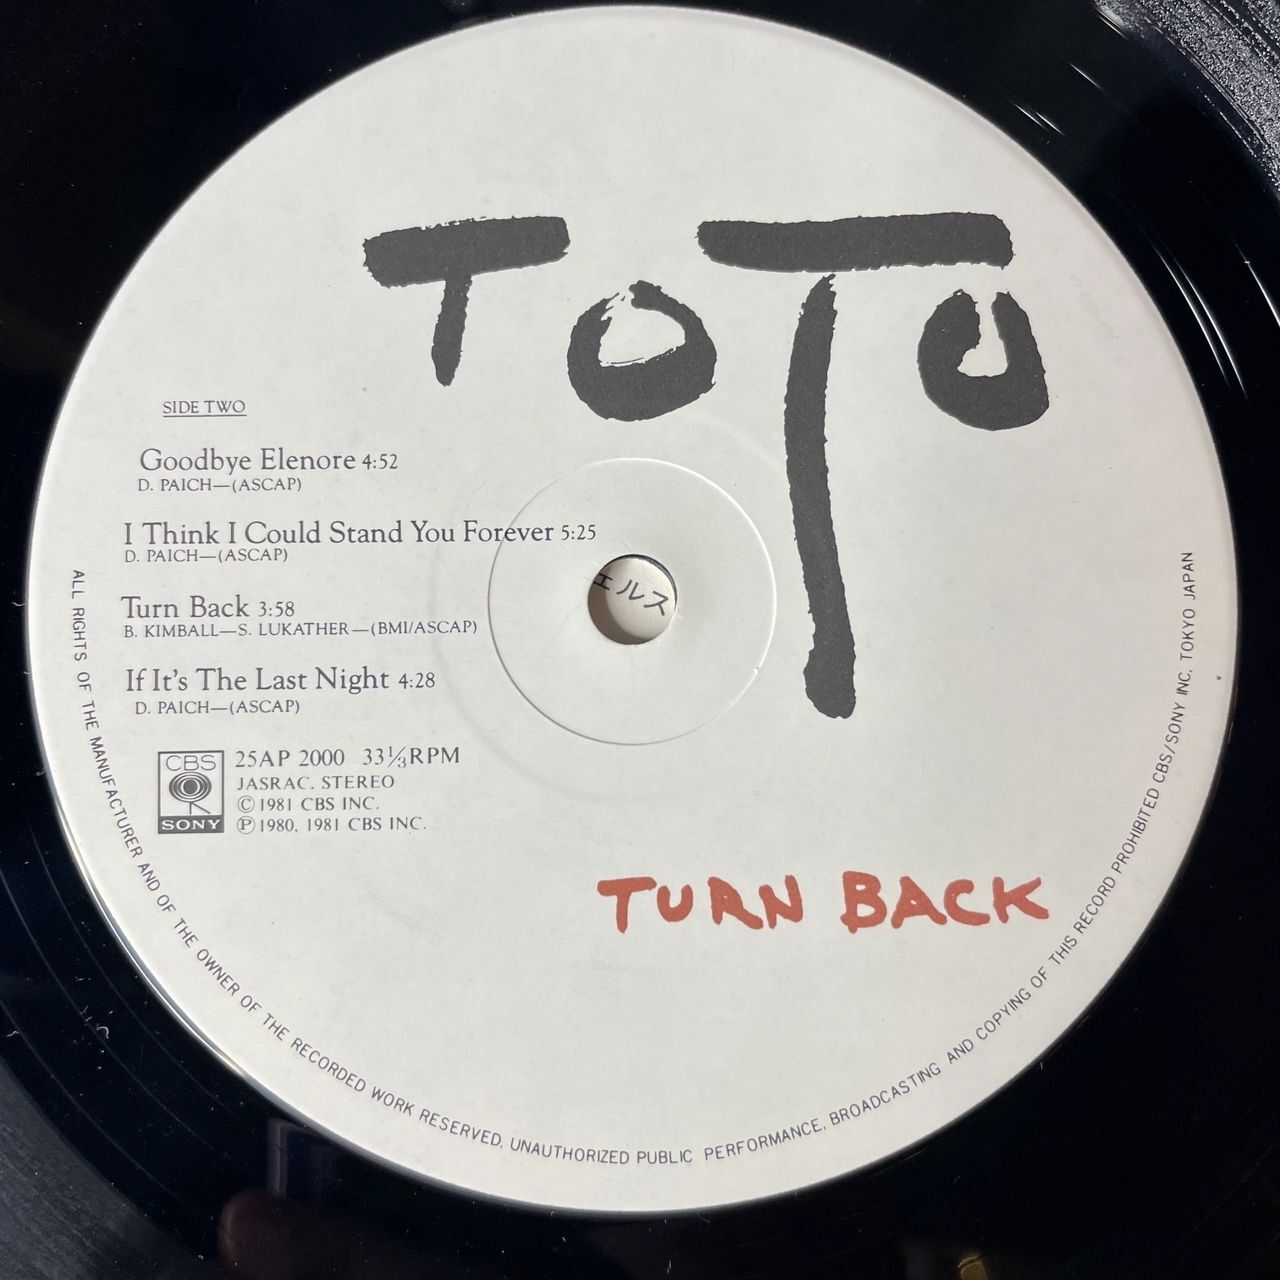 TOTO
SIDE TWO
Goodbye Elenore 4:52
D. PAICH—(ASCAP)
I Think I Could Stand You Forever 5:25
D. PAICH—(ASCAP)
Turn Back 3:58
B. KIMBALL—S. LUKATHER—(BMI/ASCAP)
If It's The Last Night 4:28
D. PAICH—(ASCAP)
CBS
SONY
25AP 2000 33⅓RPM
JASRAC. STEREO
©1981 CBS INC.
℗1980, 1981 CBS INC.
TURN BACK
ェルス
ALL RIGHTS OF THE MANUFACTURER AND OF THE OWNER OF THE RECORDED WORK RESERVED. UNAUTHORIZED PUBLIC PERFORMANCE, BROADCASTING AND COPYING OF THIS RECORD PROHIBITED CBS/SONY INC. TOKYO JAPAN